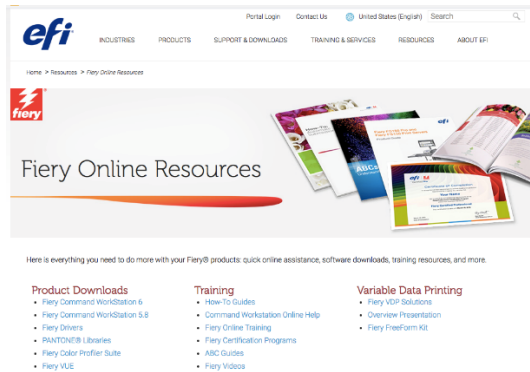 Portal Login Contact Us United States (English) Search
efi
INDUSTRIES PRODUCTS SUPPORT & DOWNLOADS TRAINING & SERVICES RESOURCES ABOUT EFI
Home > Resources > Fiery Online Resources
fiery
Fiery Online Resources
Here is everything you need to do more with your Fiery® products: quick online assistance, software downloads, training resources, and more.
Product Downloads
• Fiery Command WorkStation 6
• Fiery Command WorkStation 5.8
• Fiery Drivers
• PANTONE® Libraries
• Fiery Color Profiler Suite
• Fiery VUE
Training
• How-To Guides
• Command Workstation Online Help
• Fiery Online Training
• Fiery Certification Programs
• ABC Guides
• Fiery Videos
Variable Data Printing
• Fiery VDP Solutions
• Overview Presentation
• Fiery FreeForm Kit